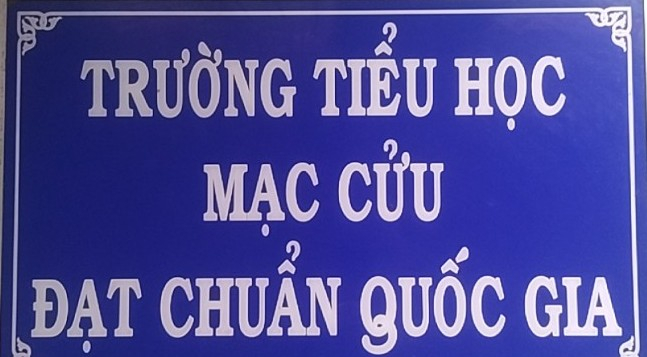 TRƯỜNG TIỂU HỌC
MẠC CỬU
ĐẠT CHUẨN QUỐC GIA